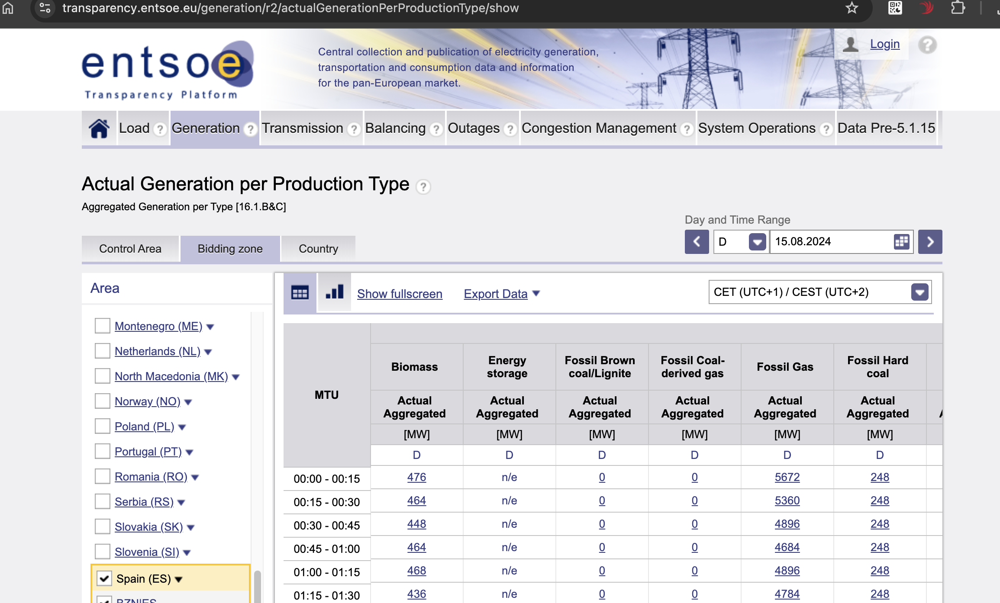 transparency.entsoe.eu/generation/r2/actualGenerationPerProductionType/show
entsoe
Transparency Platform
Central collection and publication of electricity generation,
transportation and consumption data and information
for the pan-European market.
Login ?
Load ? Generation ? Transmission ? Balancing ? Outages ? Congestion Management ? System Operations ? Data Pre-5.1.15
Actual Generation per Production Type ?
Aggregated Generation per Type [16.1.B&C]
Day and Time Range
D 15.08.2024
Control Area Bidding zone Country
Area
Montenegro (ME)
Netherlands (NL)
North Macedonia (MK)
Norway (NO)
Poland (PL)
Portugal (PT)
Romania (RO)
Serbia (RS)
Slovakia (SK)
Slovenia (SI)
Spain (ES)
BZN|ES
Show fullscreen Export Data
CET (UTC+1) / CEST (UTC+2)
MTU
Biomass Energy storage Fossil Brown coal/Lignite Fossil Coal-derived gas Fossil Gas Fossil Hard coal
Actual Aggregated Actual Aggregated Actual Aggregated Actual Aggregated Actual Aggregated Actual Aggregated
[MW] [MW] [MW] [MW] [MW] [MW]
D D D D D D
00:00 - 00:15 476 n/e 0 0 5672 248
00:15 - 00:30 464 n/e 0 0 5360 248
00:30 - 00:45 448 n/e 0 0 4896 248
00:45 - 01:00 464 n/e 0 0 4684 248
01:00 - 01:15 468 n/e 0 0 4896 248
01:15 - 01:30 436 n/e 0 0 4784 248